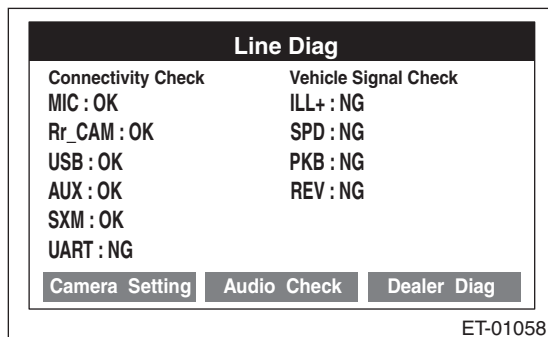 Line Diag
Connectivity Check
MIC : OK
Rr_CAM : OK
USB : OK
AUX : OK
SXM : OK
UART : NG
Vehicle Signal Check
ILL+ : NG
SPD : NG
PKB : NG
REV : NG
Camera Setting
Audio Check
Dealer Diag
ET-01058